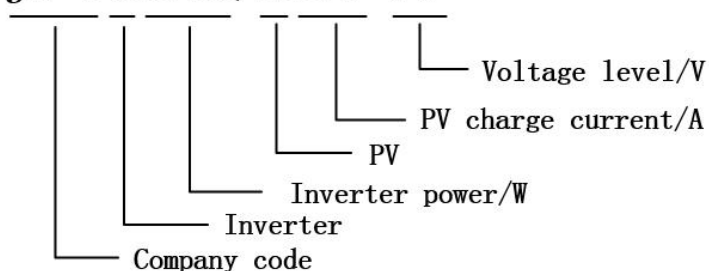 Voltage level/V
PV charge current/A
PV
Inverter power/W
Inverter
Company code